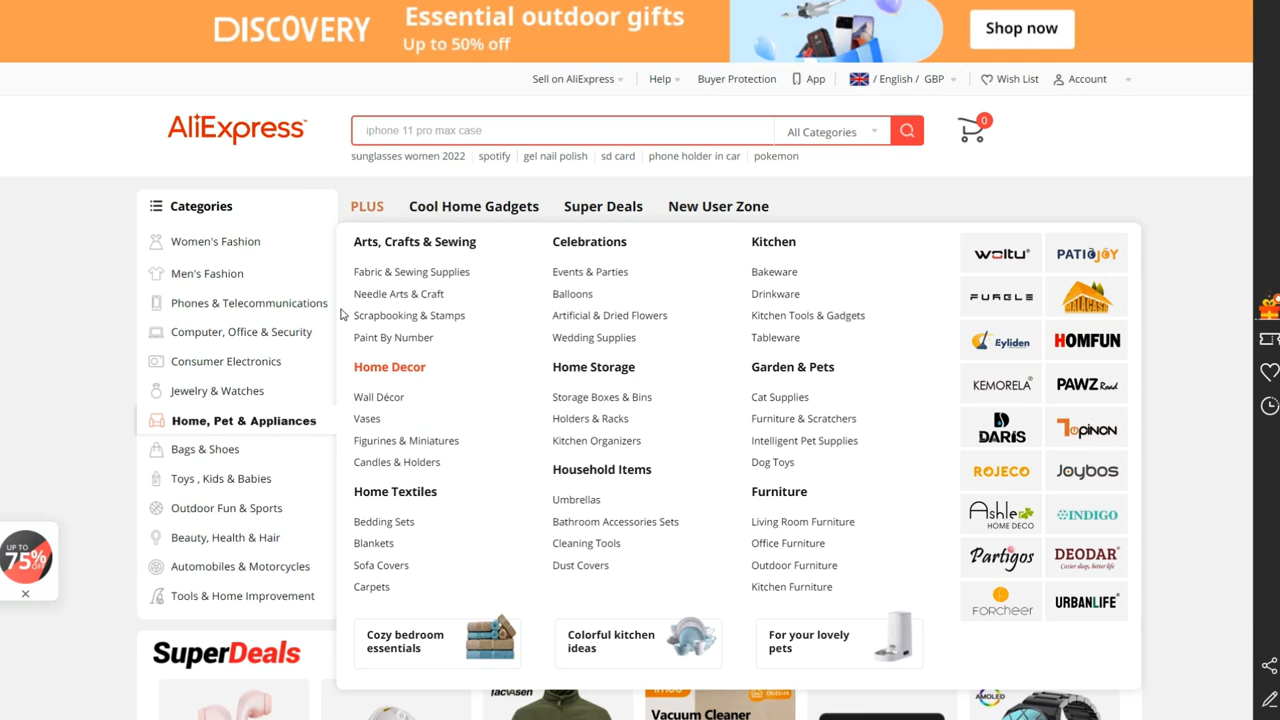 DISCOVERY
Essential outdoor gifts
Up to 50% off
Shop now
Sell on AliExpress
Help
Buyer Protection
App
/ English / GBP
Wish List
Account
AliExpress
iphone 11 pro max case
All Categories
0
sunglasses women 2022
spotify
gel nail polish
sd card
phone holder in car
pokemon
Categories
PLUS
Cool Home Gadgets
Super Deals
New User Zone
Women's Fashion
Men's Fashion
Phones & Telecommunications
Computer, Office & Security
Consumer Electronics
Jewelry & Watches
Home, Pet & Appliances
Bags & Shoes
Toys , Kids & Babies
Outdoor Fun & Sports
Beauty, Health & Hair
Automobiles & Motorcycles
Tools & Home Improvement
Arts, Crafts & Sewing
Fabric & Sewing Supplies
Needle Arts & Craft
Scrapbooking & Stamps
Paint By Number
Home Decor
Wall Décor
Vases
Figurines & Miniatures
Candles & Holders
Home Textiles
Bedding Sets
Blankets
Sofa Covers
Carpets
Celebrations
Events & Parties
Balloons
Artificial & Dried Flowers
Wedding Supplies
Home Storage
Storage Boxes & Bins
Holders & Racks
Kitchen Organizers
Household Items
Umbrellas
Bathroom Accessories Sets
Cleaning Tools
Dust Covers
Kitchen
Bakeware
Drinkware
Kitchen Tools & Gadgets
Tableware
Garden & Pets
Cat Supplies
Furniture & Scratchers
Intelligent Pet Supplies
Dog Toys
Furniture
Living Room Furniture
Office Furniture
Outdoor Furniture
Kitchen Furniture
WOLTU
PATIOJOY
FURGLE
MALACASA
Eyliden
HOMFUN
KEMORELA
PAWZ Road
DARIS
Topinon
ROJECO
Joybos
Ashler
HOME DECO
INDIGO
Partigos
DEODAR
Cozier sleep, better life
FORCHEER
URBANLIFE
Cozy bedroom
essentials
Colorful kitchen
ideas
For your lovely
pets
UP TO
75%
OFF
SuperDeals
Vacuum Cleaner
AMOLED